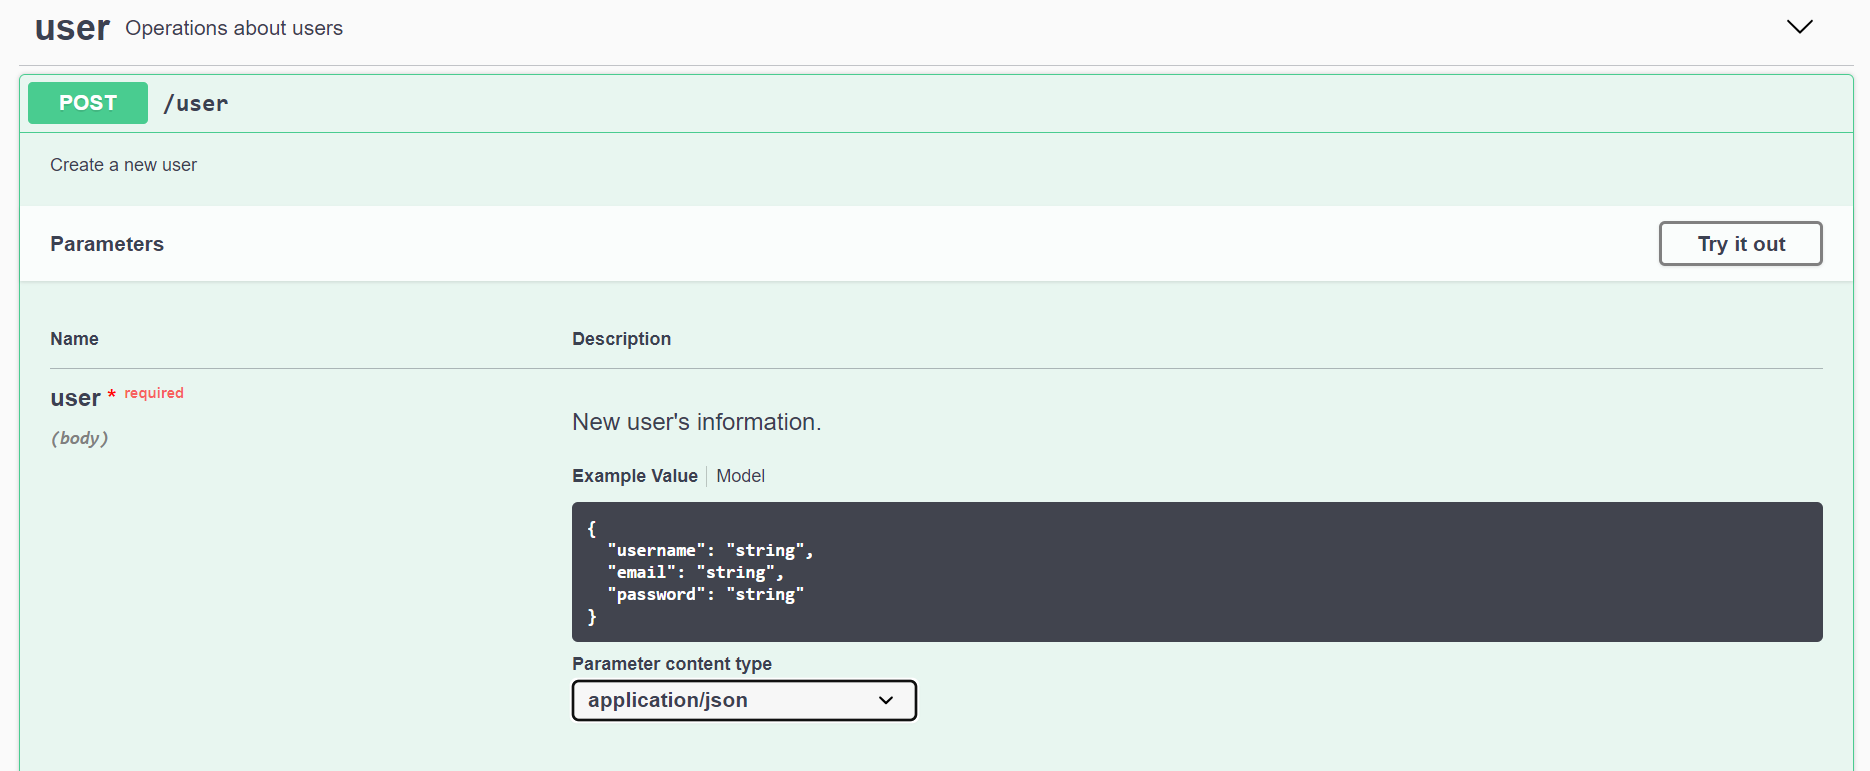 user Operations about users
POST /user
Create a new user
Parameters
Try it out
Name Description
user * required
(body)
New user's information.
Example Value Model
{
  "username": "string",
  "email": "string",
  "password": "string"
}
Parameter content type
application/json